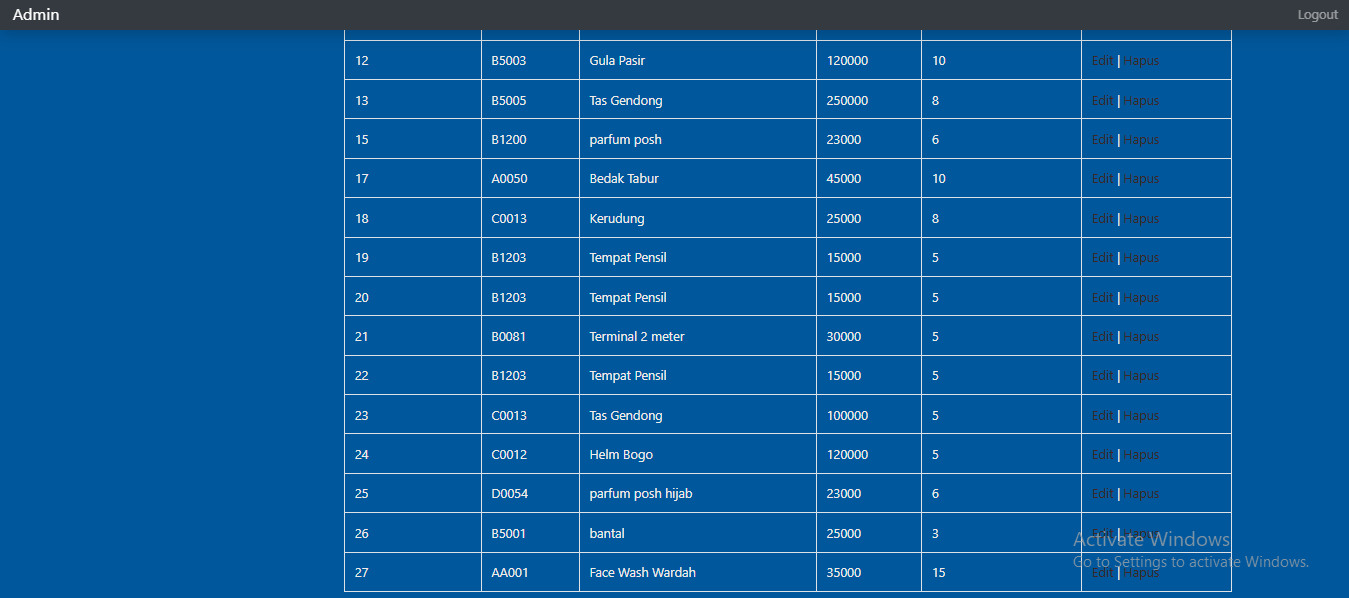 Admin Logout
12 B5003 Gula Pasir 120000 10 Edit | Hapus
13 B5005 Tas Gendong 250000 8 Edit | Hapus
15 B1200 parfum posh 23000 6 Edit | Hapus
17 A0050 Bedak Tabur 45000 10 Edit | Hapus
18 C0013 Kerudung 25000 8 Edit | Hapus
19 B1203 Tempat Pensil 15000 5 Edit | Hapus
20 B1203 Tempat Pensil 15000 5 Edit | Hapus
21 B0081 Terminal 2 meter 30000 5 Edit | Hapus
22 B1203 Tempat Pensil 15000 5 Edit | Hapus
23 C0013 Tas Gendong 100000 5 Edit | Hapus
24 C0012 Helm Bogo 120000 5 Edit | Hapus
25 D0054 parfum posh hijab 23000 6 Edit | Hapus
26 B5001 bantal 25000 3 Edit | Hapus
Activate Windows
Go to Settings to activate Windows.
27 AA001 Face Wash Wardah 35000 15 Edit | Hapus